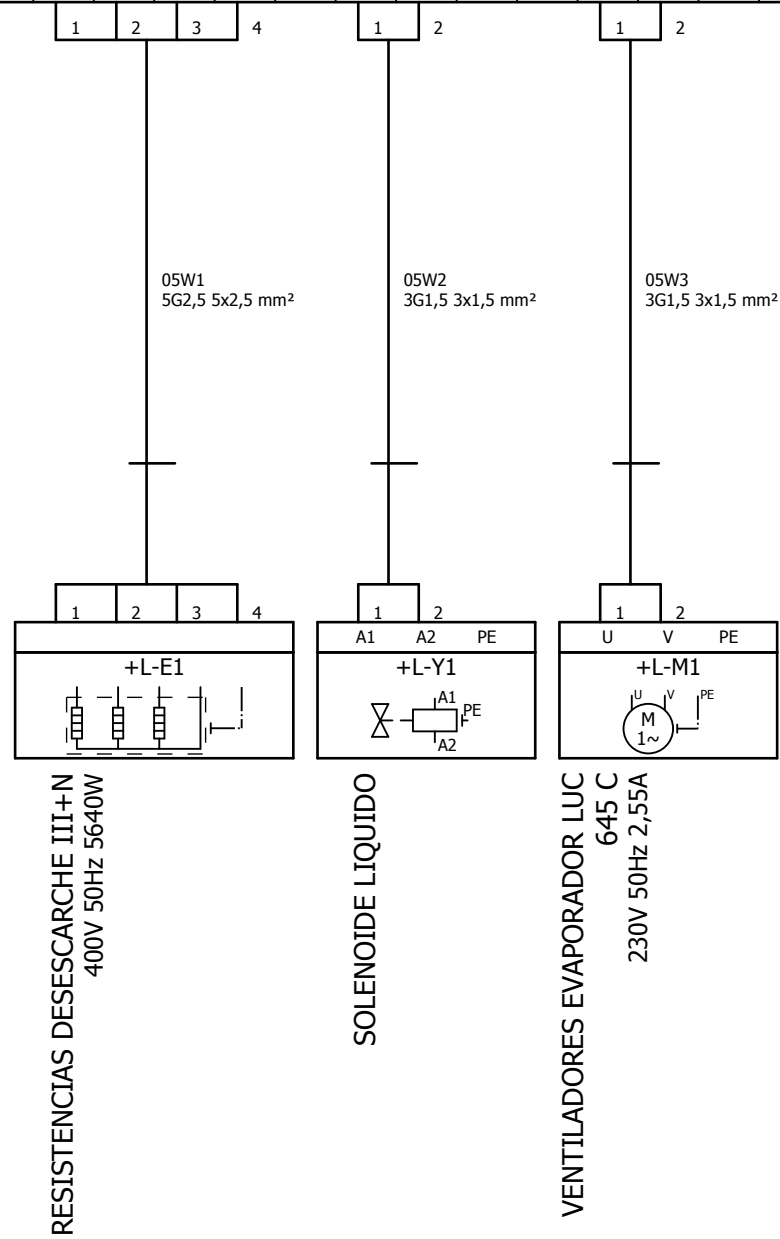 1 2 3 4 1 2 1 2
05W1
5G2,5 5x2,5 mm²
05W2
3G1,5 3x1,5 mm²
05W3
3G1,5 3x1,5 mm²
1 2 3 4 1 2 1 2
A1 A2 PE U V PE
+L-E1
+L-Y1
A1
PE
A2
+L-M1
U V PE
M
1~
RESISTENCIAS DESESCARCHE III+N
400V 50Hz 5640W
SOLENOIDE LIQUIDO
VENTILADORES EVAPORADOR LUC
645 C
230V 50Hz 2,55A